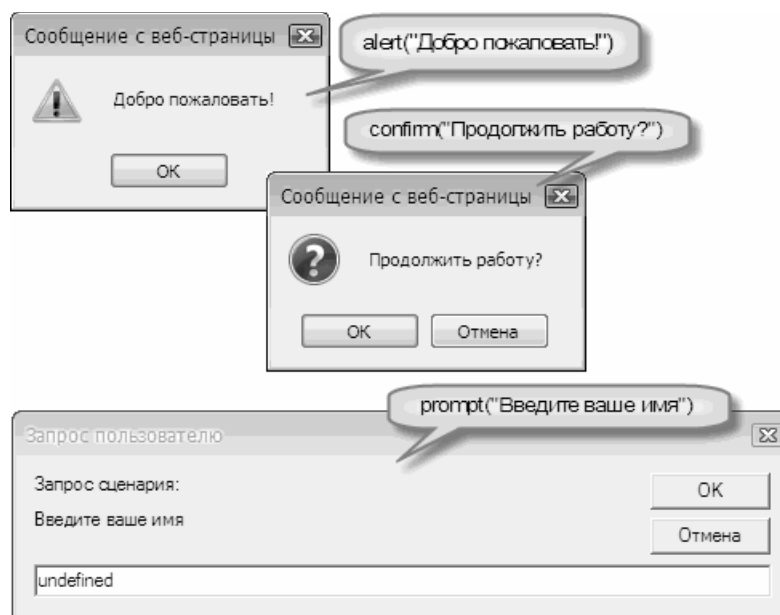 Сообщение с веб-страницы
alert("Добро пожаловать!")
Добро пожаловать!
OK
confirm("Продолжить работу?")
Сообщение с веб-страницы
Продолжить работу?
OK
Отмена
prompt("Введите ваше имя")
Запрос пользователю
Запрос сценария:
OK
Введите ваше имя
Отмена
undefined